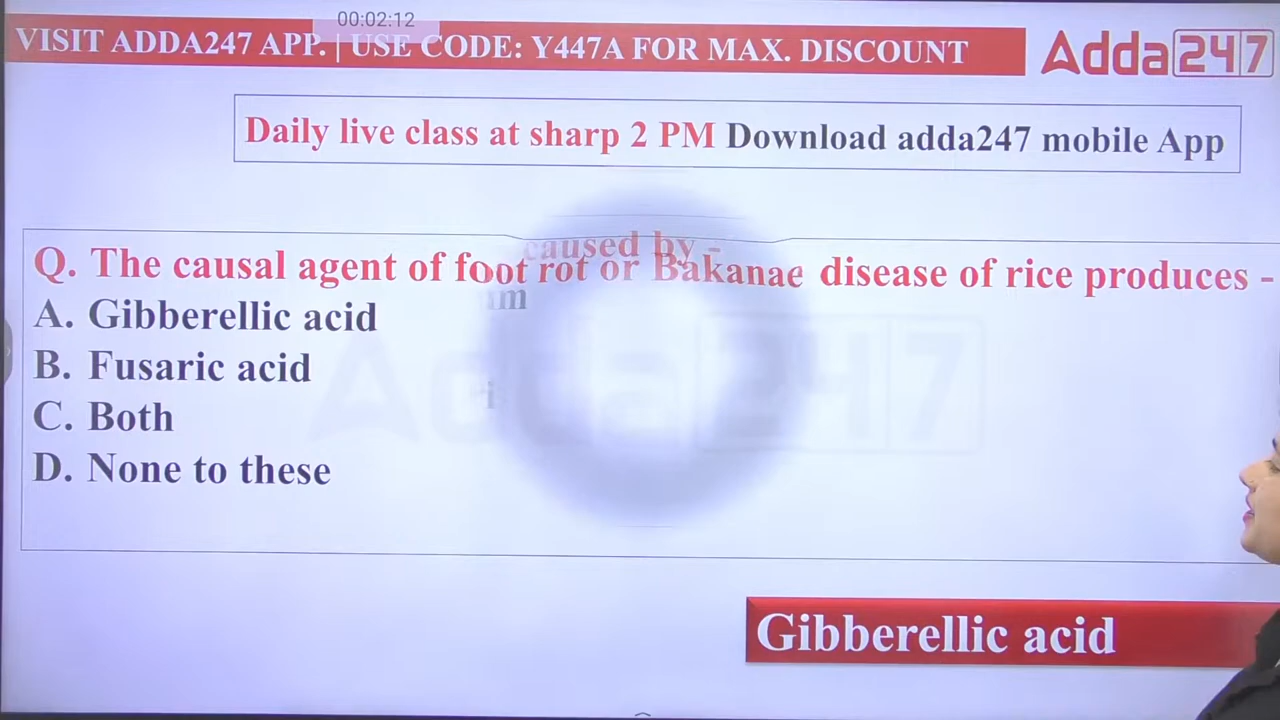 00:02:12
VISIT ADDA247 APP. | USE CODE: Y447A FOR MAX. DISCOUNT
Adda247
Daily live class at sharp 2 PM Download adda247 mobile App
caused by -
Q. The causal agent of foot rot or Bakanae disease of rice produces -
A. Gibberellic acid
B. Fusaric acid
C. Both
D. None to these
Adda247
Gibberellic acid